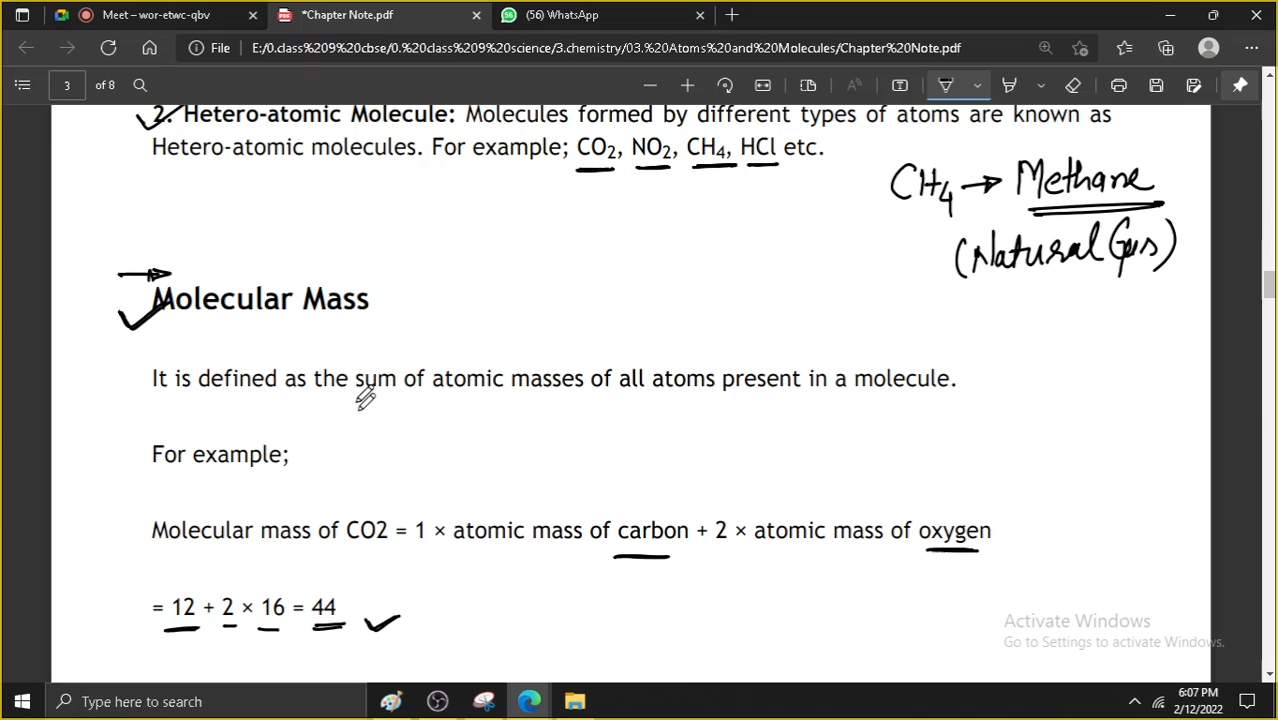 Meet – wor-etwc-qbv
*Chapter Note.pdf
(56) WhatsApp
File
E:/0.class%209%20cbse/0.%20class%209%20science/3.chemistry/03.%20Atoms%20and%20Molecules/Chapter%20Note.pdf
3 of 8
2. Hetero-atomic Molecule: Molecules formed by different types of atoms are known as
Hetero-atomic molecules. For example; CO₂, NO₂, CH₄, HCl etc.
CH₄ → Methane
(Natural Gas)
Molecular Mass
It is defined as the sum of atomic masses of all atoms present in a molecule.
For example;
Molecular mass of CO2 = 1 × atomic mass of carbon + 2 × atomic mass of oxygen
= 12 + 2 × 16 = 44
Activate Windows
Go to Settings to activate Windows.
Type here to search
6:07 PM
2/12/2022